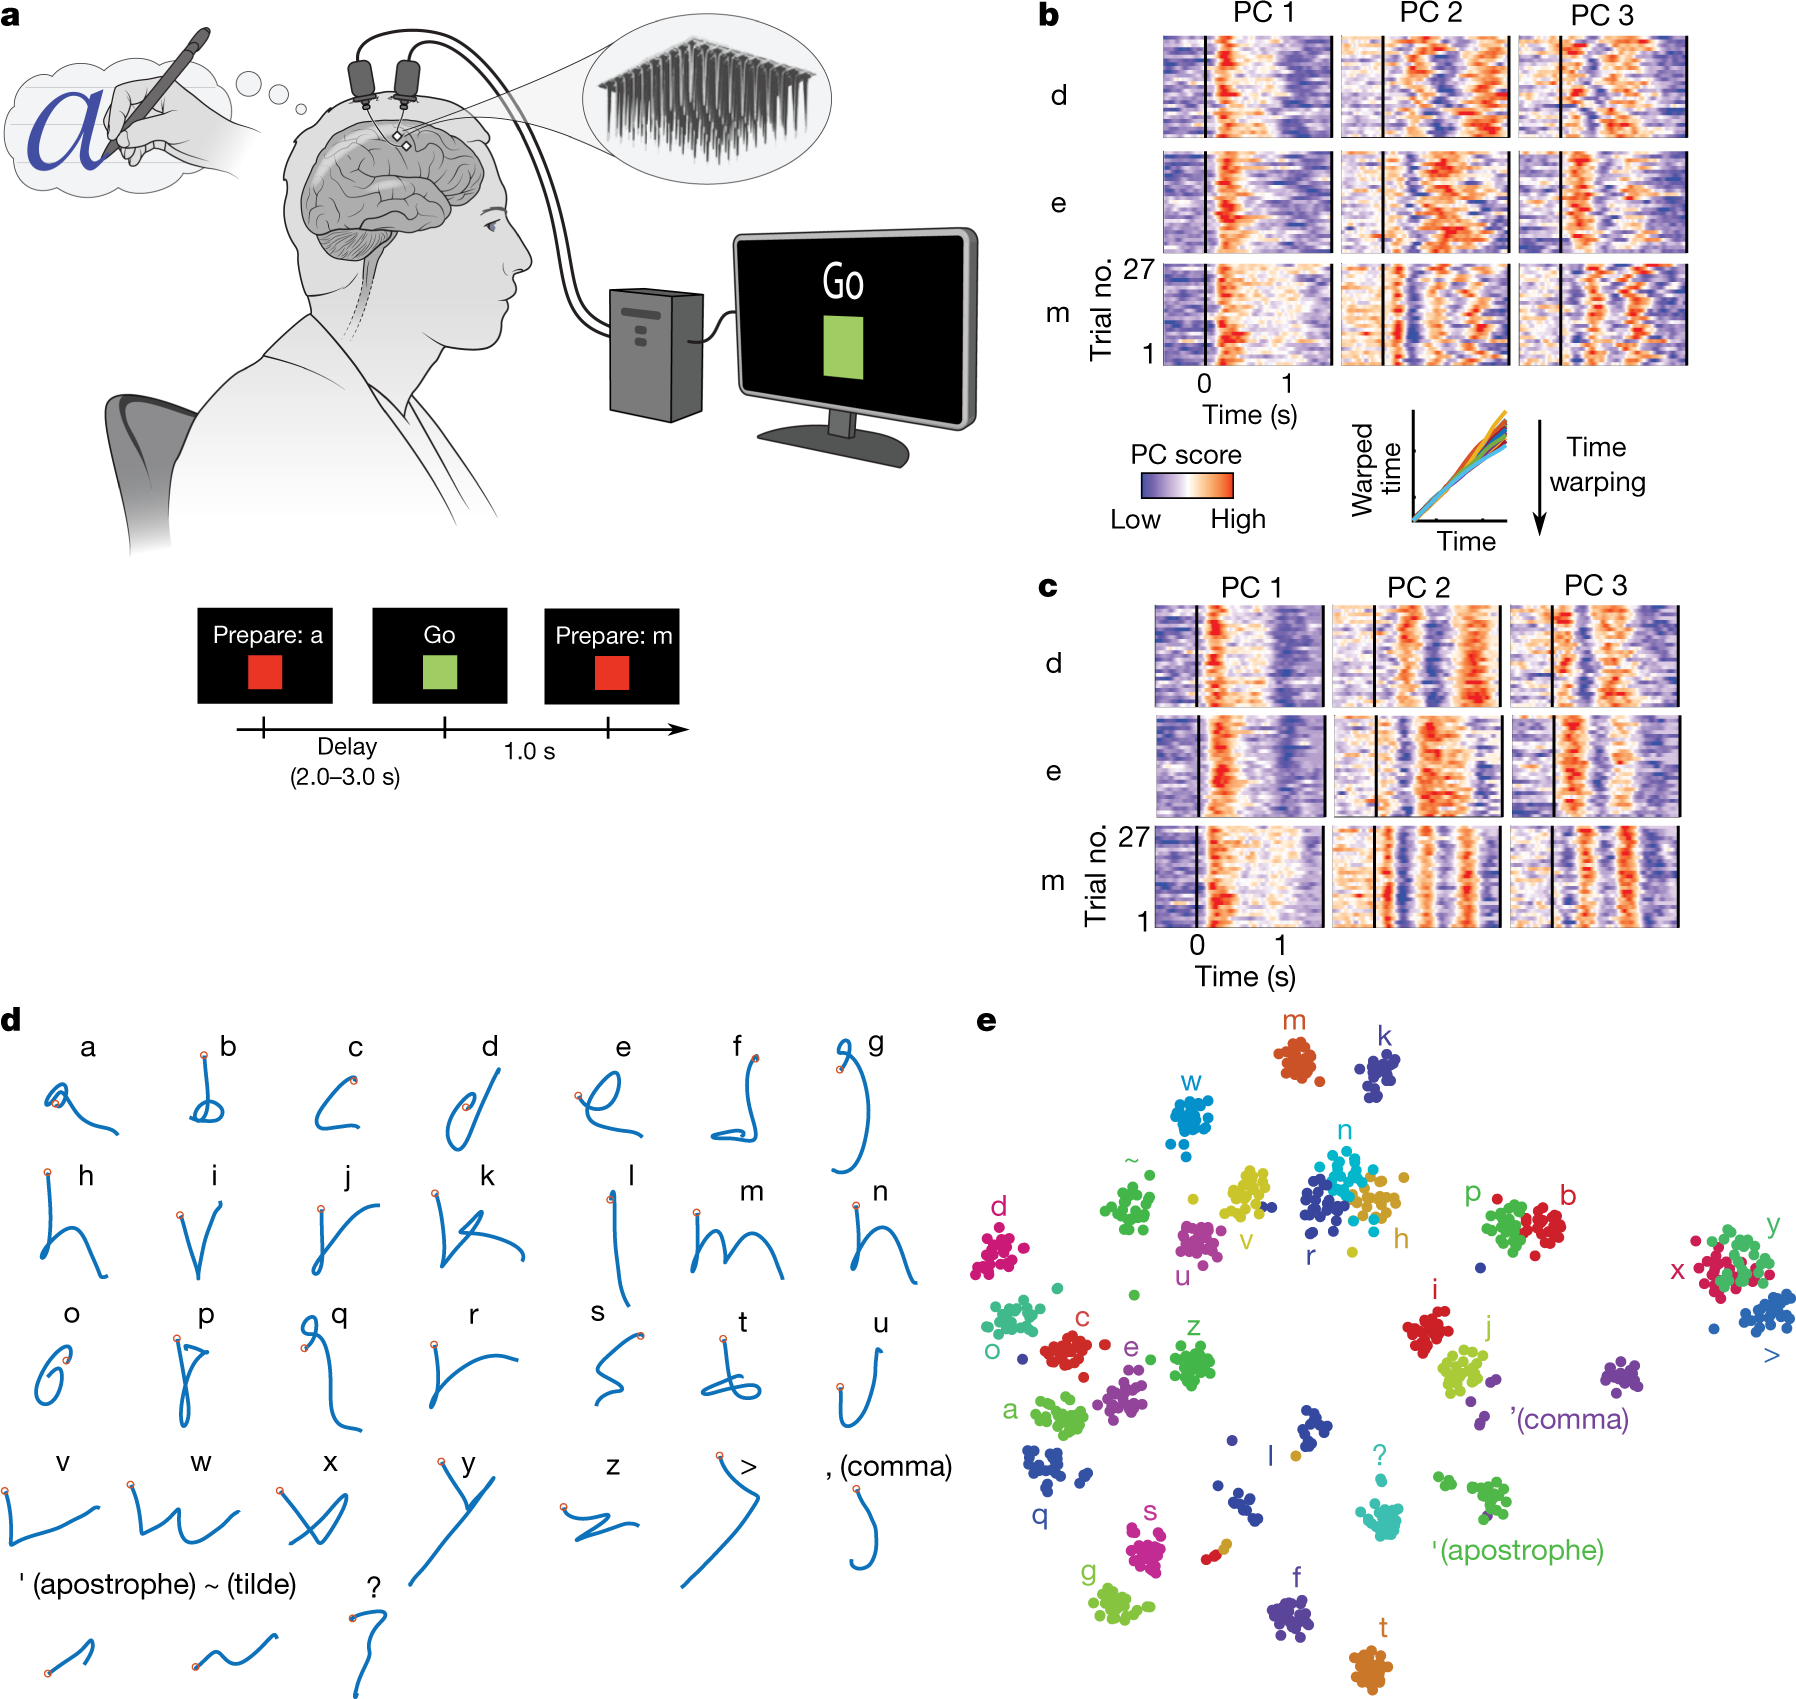 a
a
Go
Prepare: a
Go
Prepare: m
Delay
(2.0–3.0 s)
1.0 s
b
PC 1
PC 2
PC 3
d
e
m
Trial no.
27
1
0
1
Time (s)
PC score
Low
High
Warped
time
Time
Time
warping
c
PC 1
PC 2
PC 3
d
e
m
Trial no.
27
1
0
1
Time (s)
d
a b c d e f g
h i j k l m n
o p q r s t u
v w x y z > , (comma)
' (apostrophe) ~ (tilde) ?
e
m
k
w
n
~
d
v
u
r
h
p
b
y
x
>
i
j
c
o
e
z
a
'(comma)
q
l
?
s
'(apostrophe)
g
f
t